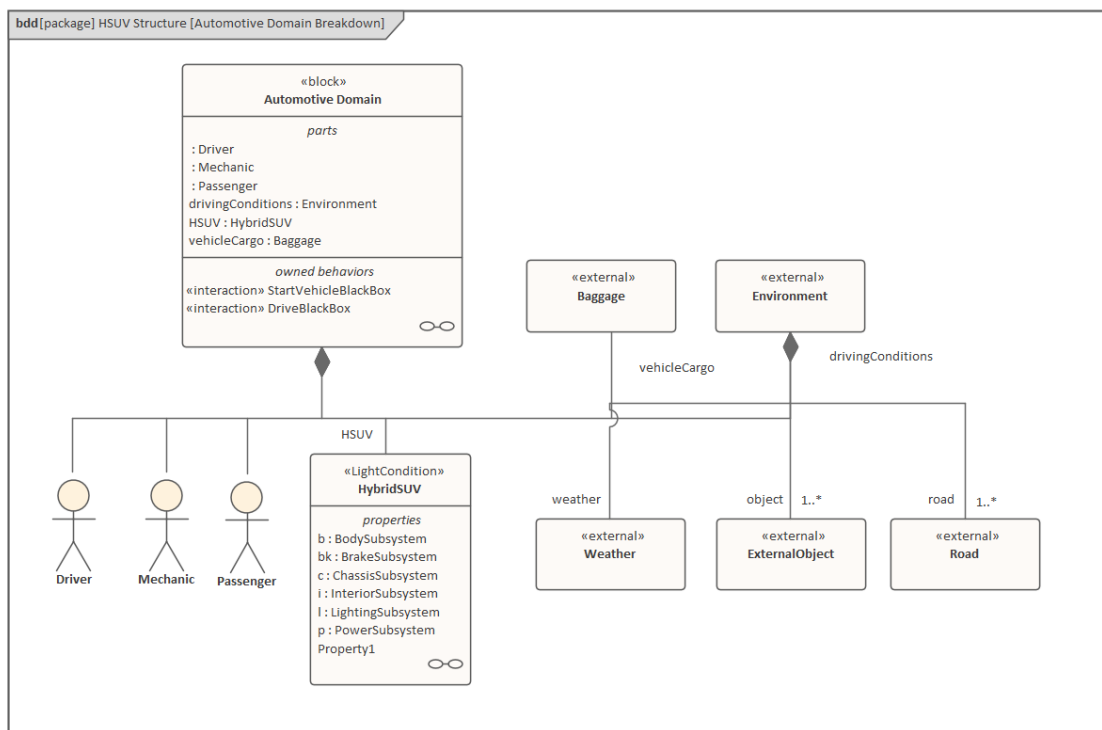 bdd [package] HSUV Structure [Automotive Domain Breakdown]
«block»
Automotive Domain
parts
: Driver
: Mechanic
: Passenger
drivingConditions : Environment
HSUV : HybridSUV
vehicleCargo : Baggage
owned behaviors
«interaction» StartVehicleBlackBox
«interaction» DriveBlackBox
«external»
Baggage
«external»
Environment
vehicleCargo
drivingConditions
HSUV
Driver
Mechanic
Passenger
«LightCondition»
HybridSUV
properties
b : BodySubsystem
bk : BrakeSubsystem
c : ChassisSubsystem
i : InteriorSubsystem
l : LightingSubsystem
p : PowerSubsystem
Property1
weather
«external»
Weather
object
1..*
«external»
ExternalObject
road
1..*
«external»
Road